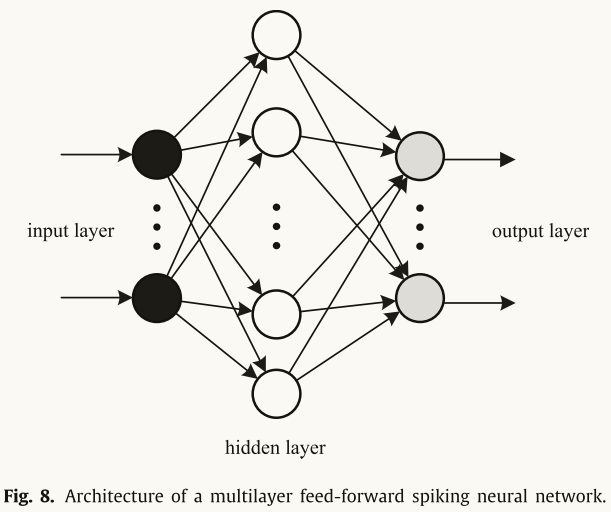 input layer
output layer
hidden layer
Fig. 8. Architecture of a multilayer feed-forward spiking neural network.